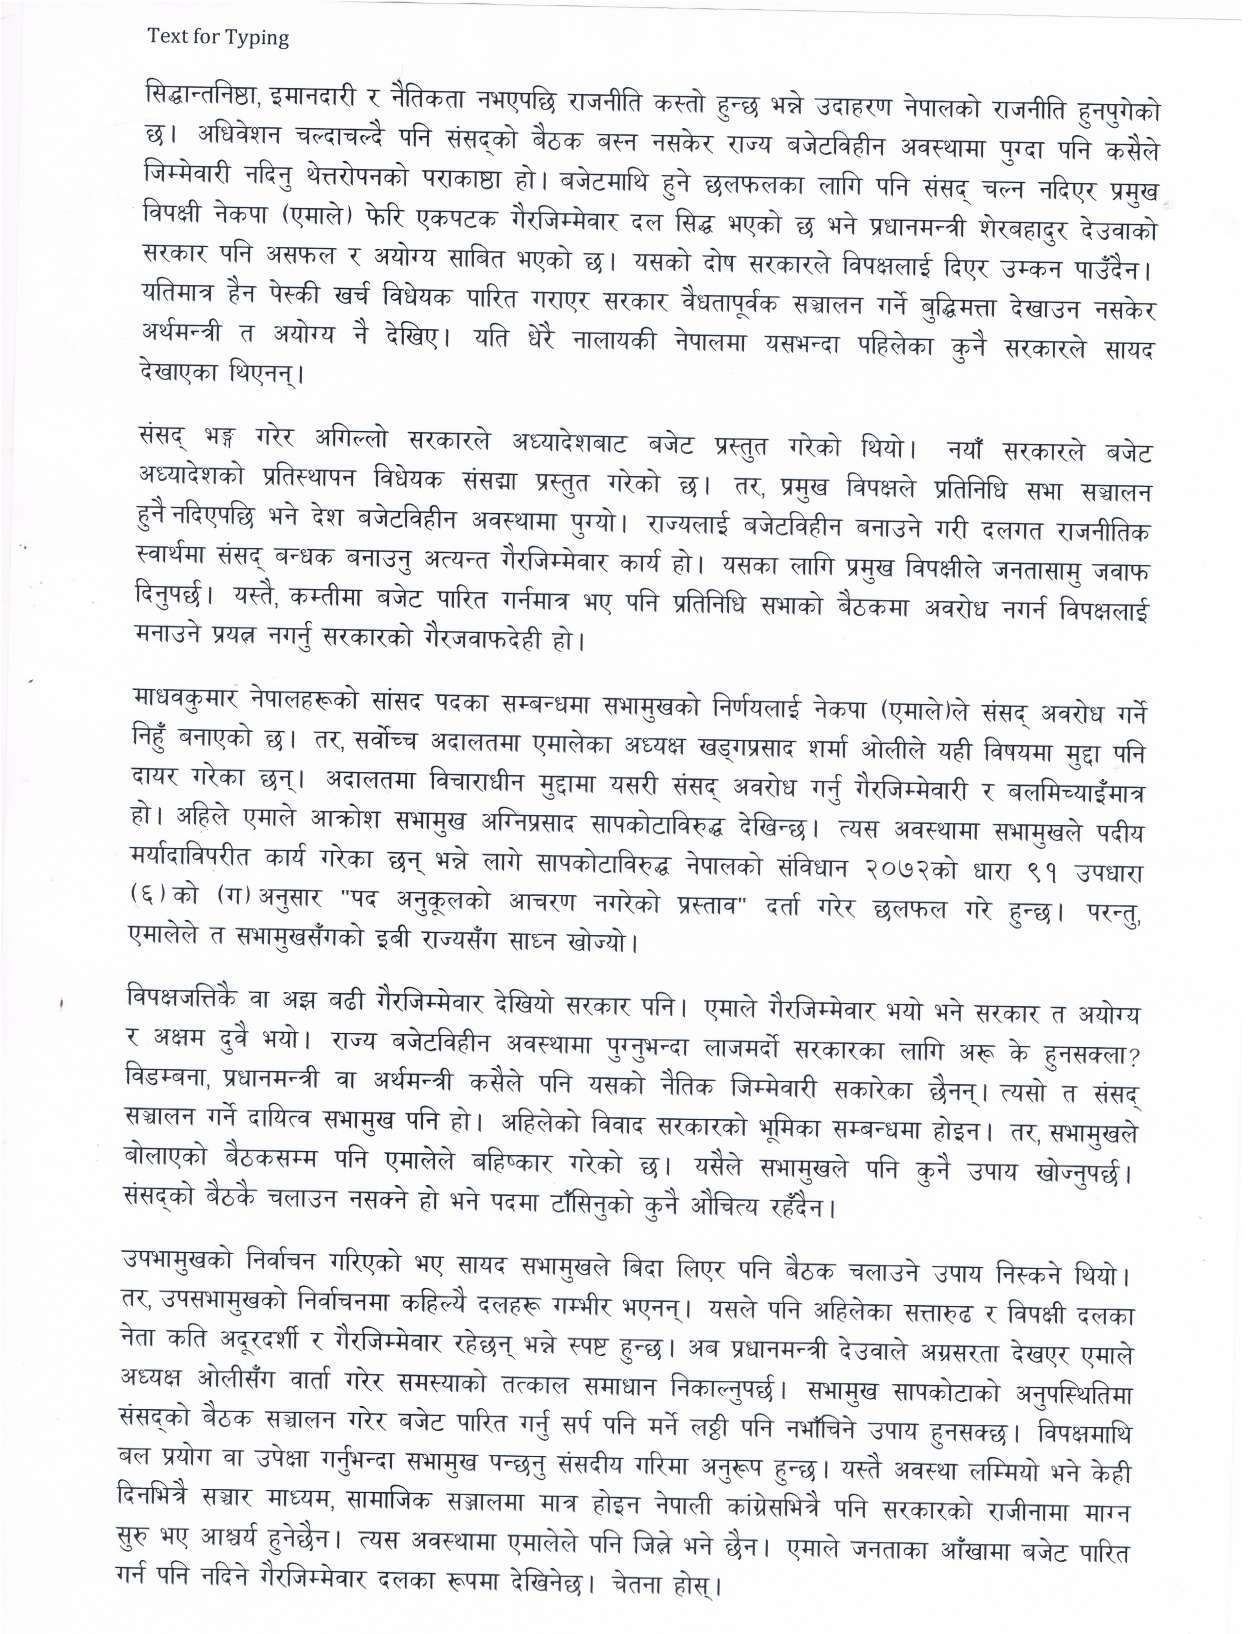 Text for Typing
सिद्धान्तनिष्ठा, इमानदारी र नैतिकता नभएपछि राजनीति कस्तो हुन्छ भन्ने उदाहरण नेपालको राजनीति हुनपुगेको
छ। अधिवेशन चल्दाचल्दै पनि संसद्को बैठक बस्न नसकेर राज्य बजेटविहीन अवस्थामा पुग्दा पनि कसैले
जिम्मेवारी नदिनु थेत्तरोपनको पराकाष्ठा हो। बजेटमाथि हुने छलफलका लागि पनि संसद् चल्न नदिएर प्रमुख
विपक्षी नेकपा (एमाले) फेरि एकपटक गैरजिम्मेवार दल सिद्ध भएको छ भने प्रधानमन्त्री शेरबहादुर देउवाको
सरकार पनि असफल र अयोग्य साबित भएको छ। यसको दोष सरकारले विपक्षलाई दिएर उम्कन पाउँदैन।
यतिमात्र हैन पेस्की खर्च विधेयक पारित गराएर सरकार वैधतापूर्वक सञ्चालन गर्ने बुद्धिमत्ता देखाउन नसकेर
अर्थमन्त्री त अयोग्य नै देखिए। यति धेरै नालायकी नेपालमा यसभन्दा पहिलेका कुनै सरकारले सायद
देखाएका थिएनन्।
संसद् भङ्ग गरेर अगिल्लो सरकारले अध्यादेशबाट बजेट प्रस्तुत गरेको थियो। नयाँ सरकारले बजेट
अध्यादेशको प्रतिस्थापन विधेयक संसद्मा प्रस्तुत गरेको छ। तर, प्रमुख विपक्षले प्रतिनिधि सभा सञ्चालन
हुनै नदिएपछि भने देश बजेटविहीन अवस्थामा पुग्यो। राज्यलाई बजेटविहीन बनाउने गरी दलगत राजनीतिक
स्वार्थमा संसद् बन्धक बनाउनु अत्यन्त गैरजिम्मेवार कार्य हो। यसका लागि प्रमुख विपक्षीले जनतासामु जवाफ
दिनुपर्छ। यस्तै, कम्तीमा बजेट पारित गर्नमात्र भए पनि प्रतिनिधि सभाको बैठकमा अवरोध नगर्न विपक्षलाई
मनाउने प्रयत्न नगर्नु सरकारको गैरजवाफदेही हो।
माधवकुमार नेपालहरूको सांसद पदका सम्बन्धमा सभामुखको निर्णयलाई नेकपा (एमाले)ले संसद् अवरोध गर्ने
निहुँ बनाएको छ। तर, सर्वोच्च अदालतमा एमालेका अध्यक्ष खड्गप्रसाद शर्मा ओलीले यही विषयमा मुद्दा पनि
दायर गरेका छन्। अदालतमा विचाराधीन मुद्दामा यसरी संसद् अवरोध गर्नु गैरजिम्मेवारी र बलमिच्याइँमात्र
हो। अहिले एमाले आक्रोश सभामुख अग्निप्रसाद सापकोटाविरुद्ध देखिन्छ। त्यस अवस्थामा सभामुखले पदीय
मर्यादाविपरीत कार्य गरेका छन् भन्ने लागे सापकोटाविरुद्ध नेपालको संविधान २०७२को धारा ९१ उपधारा
(६)को (ग)अनुसार "पद अनुकूलको आचरण नगरेको प्रस्ताव" दर्ता गरेर छलफल गरे हुन्छ। परन्तु,
एमालेले त सभामुखसँगको इबी राज्यसँग साध्न खोज्यो।
विपक्षजत्तिकै वा अझ बढी गैरजिम्मेवार देखियो सरकार पनि। एमाले गैरजिम्मेवार भयो भने सरकार त अयोग्य
र अक्षम दुवै भयो। राज्य बजेटविहीन अवस्थामा पुग्नुभन्दा लाजमर्दो सरकारका लागि अरू के हुनसक्ला?
विडम्बना, प्रधानमन्त्री वा अर्थमन्त्री कसैले पनि यसको नैतिक जिम्मेवारी सकारेका छैनन्। त्यसो त संसद्
सञ्चालन गर्ने दायित्व सभामुख पनि हो। अहिलेको विवाद सरकारको भूमिका सम्बन्धमा होइन। तर, सभामुखले
बोलाएको बैठकसम्म पनि एमालेले बहिष्कार गरेको छ। यसैले सभामुखले पनि कुनै उपाय खोज्नुपर्छ।
संसद्को बैठकै चलाउन नसक्ने हो भने पदमा टाँसिनुको कुनै औचित्य रहँदैन।
उपभामुखको निर्वाचन गरिएको भए सायद सभामुखले बिदा लिएर पनि बैठक चलाउने उपाय निस्कने थियो।
तर, उपसभामुखको निर्वाचनमा कहिल्यै दलहरू गम्भीर भएनन्। यसले पनि अहिलेका सत्तारुढ र विपक्षी दलका
नेता कति अदूरदर्शी र गैरजिम्मेवार रहेछन् भन्ने स्पष्ट हुन्छ। अब प्रधानमन्त्री देउवाले अग्रसरता देखएर एमाले
अध्यक्ष ओलीसँग वार्ता गरेर समस्याको तत्काल समाधान निकाल्नुपर्छ। सभामुख सापकोटाको अनुपस्थितिमा
संसद्को बैठक सञ्चालन गरेर बजेट पारित गर्नु सर्प पनि मर्ने लठ्ठी पनि नभाँचिने उपाय हुनसक्छ। विपक्षमाथि
बल प्रयोग वा उपेक्षा गर्नुभन्दा सभामुख पन्छनु संसदीय गरिमा अनुरूप हुन्छ। यस्तै अवस्था लम्मियो भने केही
दिनभित्रै सञ्चार माध्यम, सामाजिक सञ्जालमा मात्र होइन नेपाली कांग्रेसभित्रै पनि सरकारको राजीनामा माग्न
सुरु भए आश्चर्य हुनेछैन। त्यस अवस्थामा एमालेले पनि जित्ने भने छैन। एमाले जनताका आँखामा बजेट पारित
गर्न पनि नदिने गैरजिम्मेवार दलका रूपमा देखिनेछ। चेतना होस्।